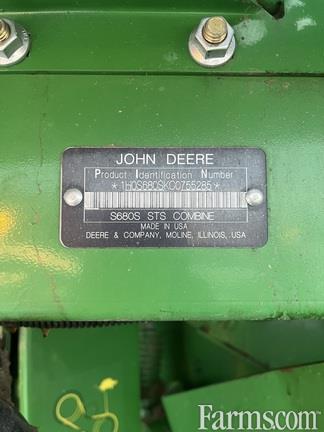 JOHN DEERE
Product Identification Number
*1H0S680SKC0755285*
S680S STS COMBINE
MADE IN USA
DEERE & COMPANY, MOLINE, ILLINOIS, USA
Farms.com®